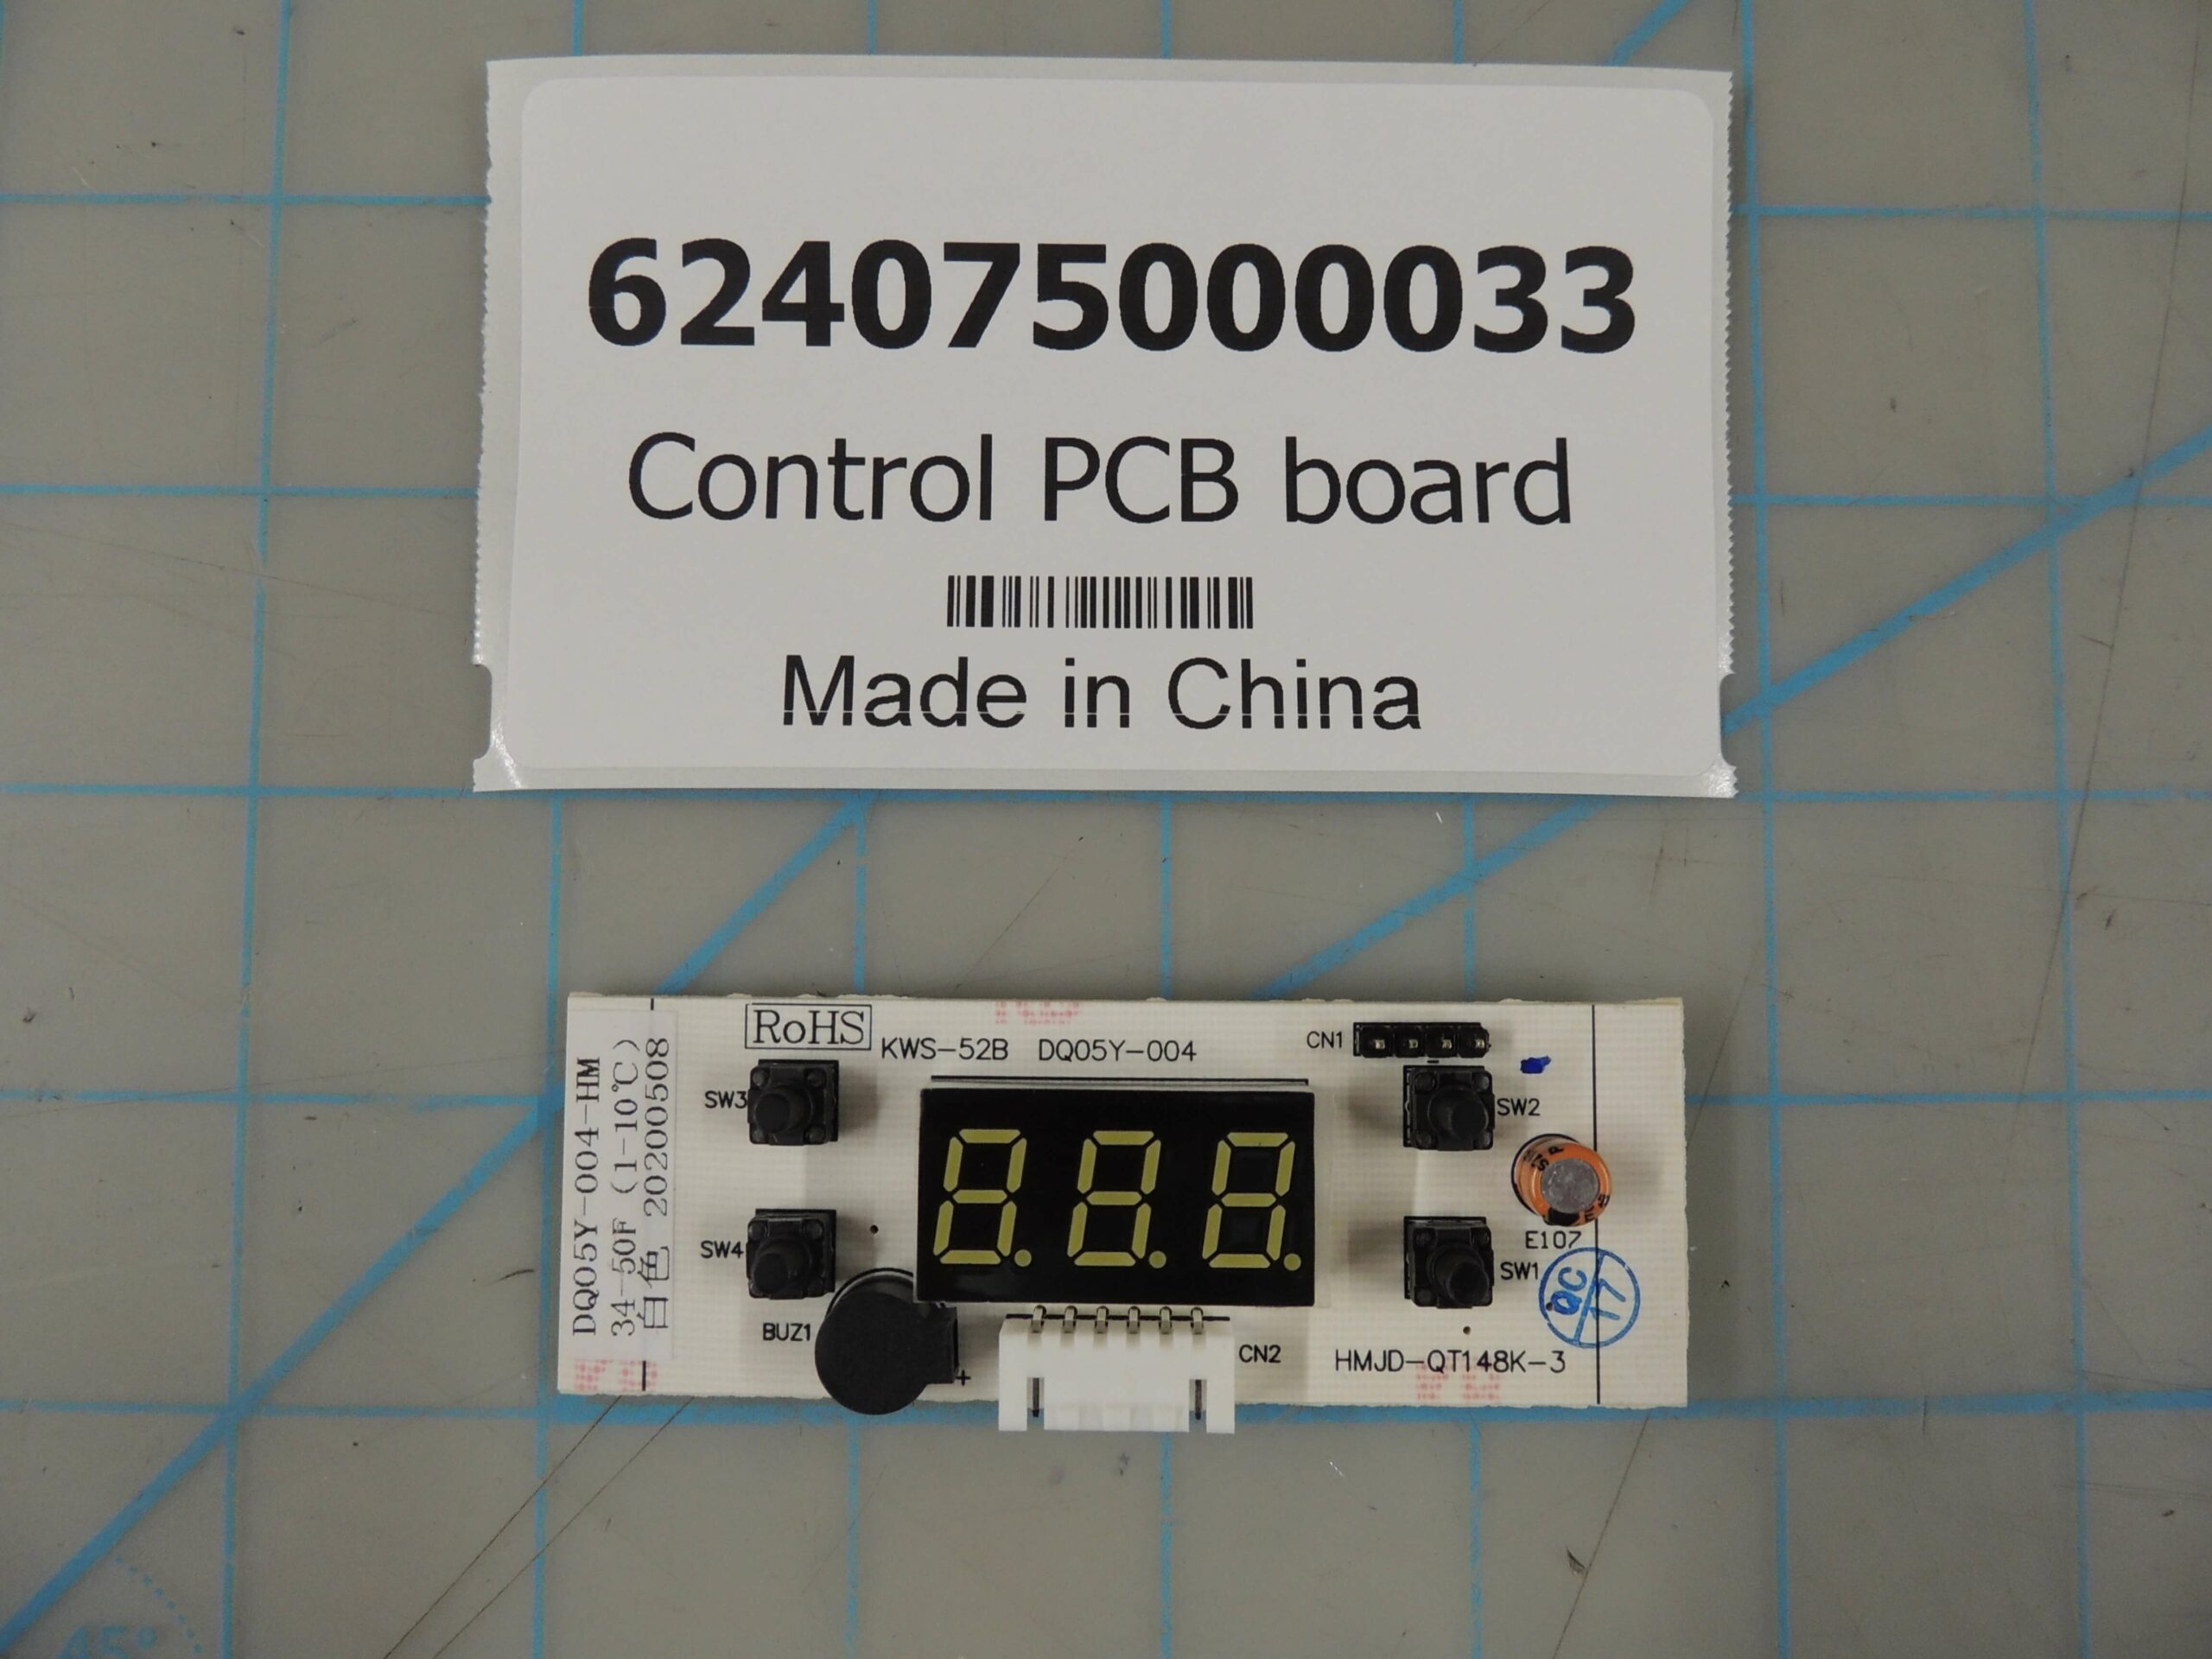 624075000033
Control PCB board
Made in China
RoHS
KWS-52B DQ05Y-004
CN1
SW3
SW2
SW4
SW1
E107
BUZ1
+
CN2
HMJD-QT148K-3
QC
17
DQ05Y-004-HM
34-50F (1-10℃)
白色 20200508
45°